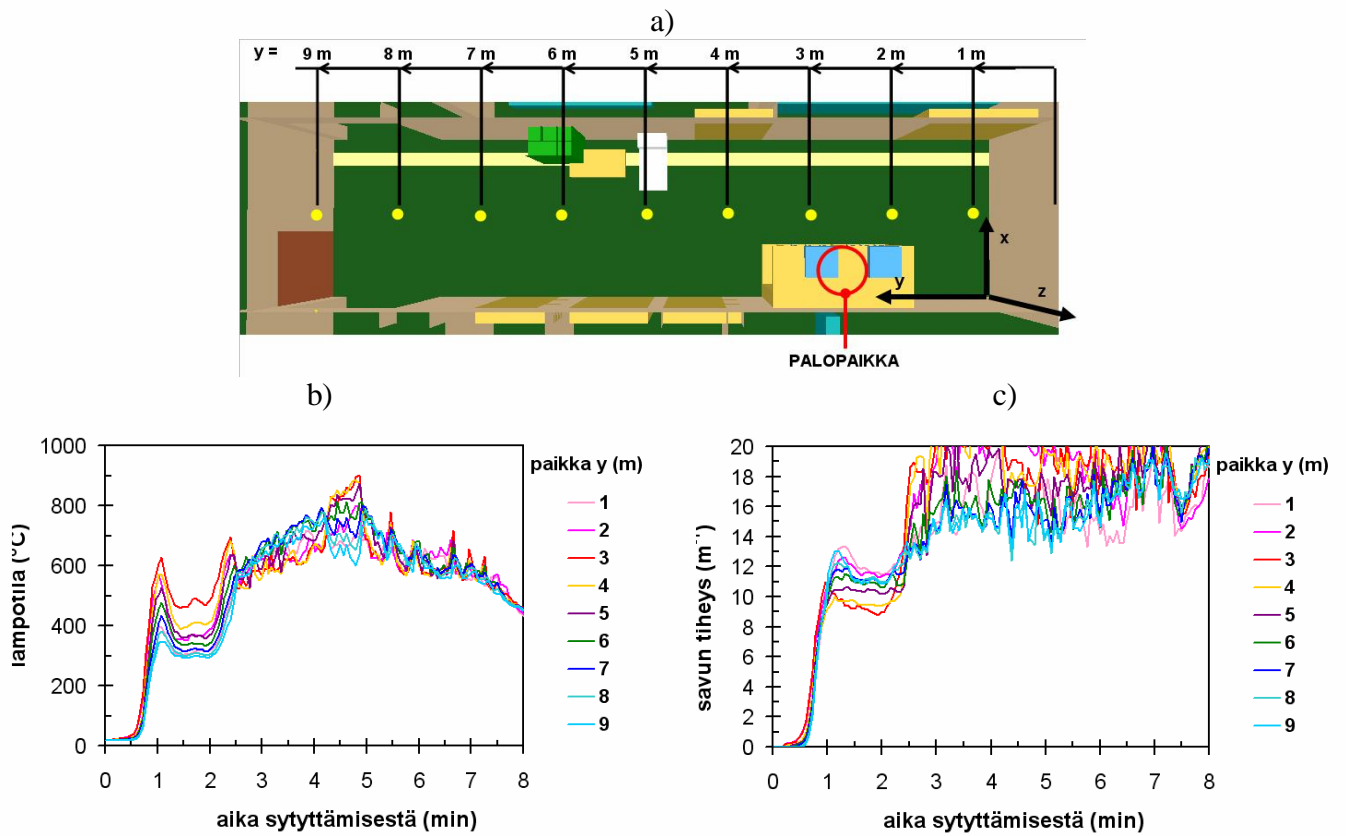 a)
y = 9 m 8 m 7 m 6 m 5 m 4 m 3 m 2 m 1 m
x
y
z
PALOPAIKKA
b)
c)
1000
800
600
400
200
0
0 1 2 3 4 5 6 7 8
lampotila (°C)
aika sytyttämisestä (min)
paikka y (m)
1
2
3
4
5
6
7
8
9
20
18
16
14
12
10
8
6
4
2
0
0 1 2 3 4 5 6 7 8
savun tiheys (m⁻¹)
aika sytyttämisestä (min)
paikka y (m)
1
2
3
4
5
6
7
8
9